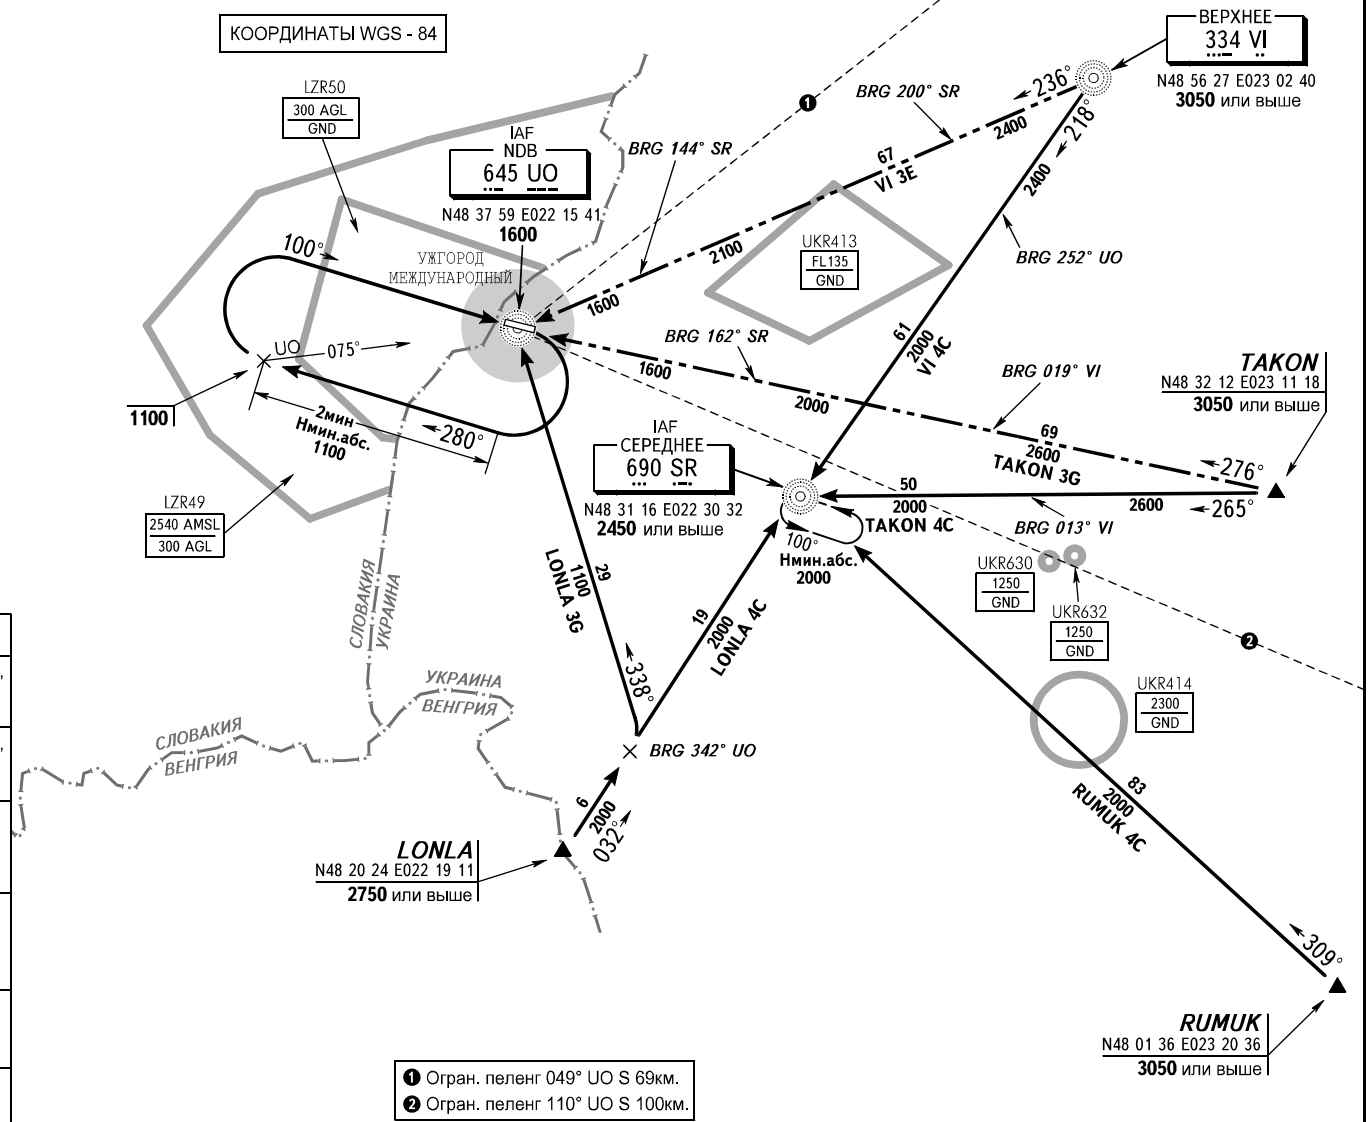 КООРДИНАТЫ WGS - 84
LZR50
300 AGL
GND
IAF
NDB
645 UO
N48 37 59 E022 15 41
1600
ВЕРХНЕЕ
334 VI
N48 56 27 E023 02 40
3050 или выше
236°
218°
BRG 200° SR
2400
67
VI 3E
2400
BRG 144° SR
2100
1600
BRG 252° UO
61
2000
VI 4C
UKR413
FL135
GND
УЖГОРОД
МЕЖДУНАРОДНЫЙ
100°
UO
075°
1100
2мин
Нмин.абс.
1100
280°
LZR49
2540 AMSL
300 AGL
BRG 162° SR
1600
2000
BRG 019° VI
69
2600
TAKON 3G
276°
TAKON
N48 32 12 E023 11 18
3050 или выше
IAF
СЕРЕДНЕЕ
690 SR
N48 31 16 E022 30 32
2450 или выше
50
2000
TAKON 4C
2600
265°
BRG 013° VI
100°
Нмин.абс.
2000
UKR630
1250
GND
UKR632
1250
GND
UKR414
2300
GND
29
1100
LONLA 3G
338°
19
2000
LONLA 4C
BRG 342° UO
6
2000
032°
LONLA
N48 20 24 E022 19 11
2750 или выше
СЛОВАКИЯ
УКРАИНА
УКРАИНА
ВЕНГРИЯ
СЛОВАКИЯ
ВЕНГРИЯ
83
2000
RUMUK 4C
309°
RUMUK
N48 01 36 E023 20 36
3050 или выше
1
2
1 Огран. пеленг 049° UO S 69км.
2 Огран. пеленг 110° UO S 100км.